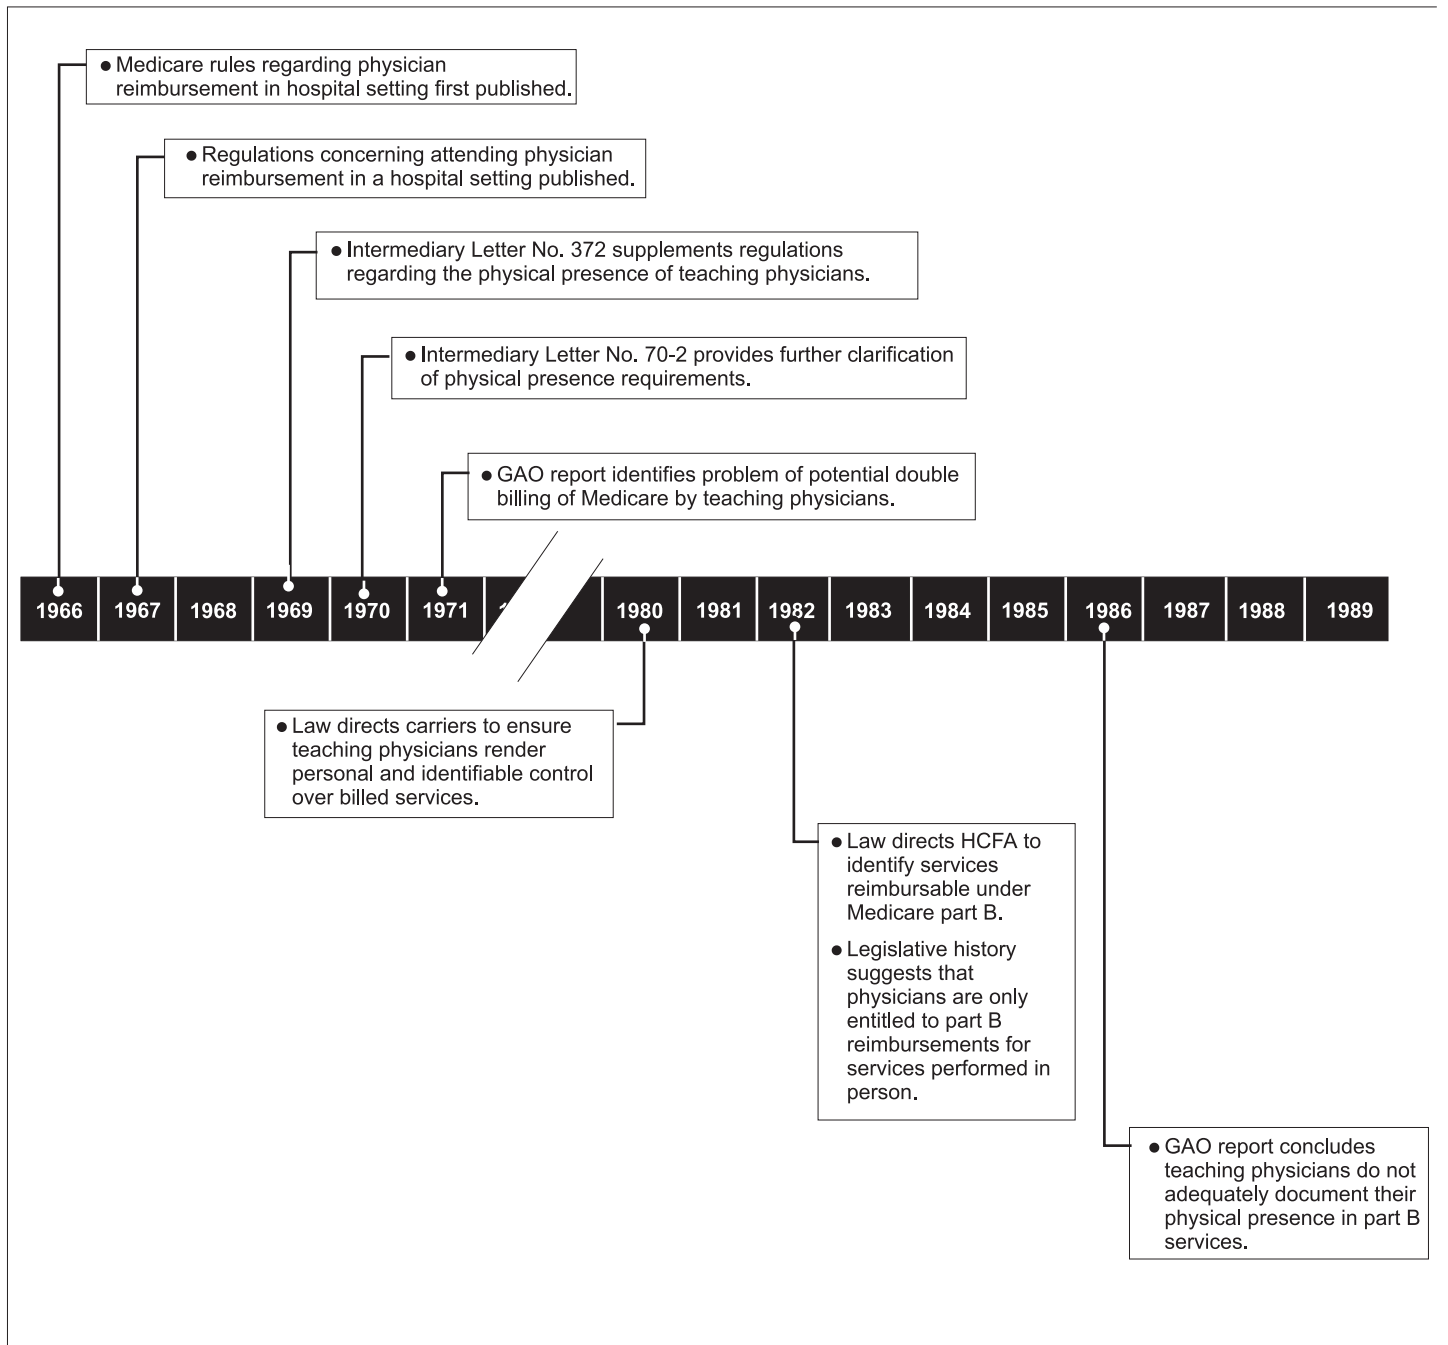 ● Medicare rules regarding physician
reimbursement in hospital setting first published.
● Regulations concerning attending physician
reimbursement in a hospital setting published.
● Intermediary Letter No. 372 supplements regulations
regarding the physical presence of teaching physicians.
● Intermediary Letter No. 70-2 provides further clarification
of physical presence requirements.
● GAO report identifies problem of potential double
billing of Medicare by teaching physicians.
1966 1967 1968 1969 1970 1971 1980 1981 1982 1983 1984 1985 1986 1987 1988 1989
● Law directs carriers to ensure
teaching physicians render
personal and identifiable control
over billed services.
● Law directs HCFA to
identify services
reimbursable under
Medicare part B.
● Legislative history
suggests that
physicians are only
entitled to part B
reimbursements for
services performed in
person.
● GAO report concludes
teaching physicians do not
adequately document their
physical presence in part B
services.